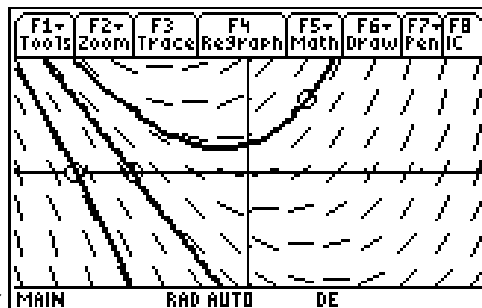 F1▾ F2▾ F3 F4 F5▾ F6▾ F7▾ F8
Tools Zoom Trace ReGraph Math Draw Pen IC
MAIN RAD AUTO DE